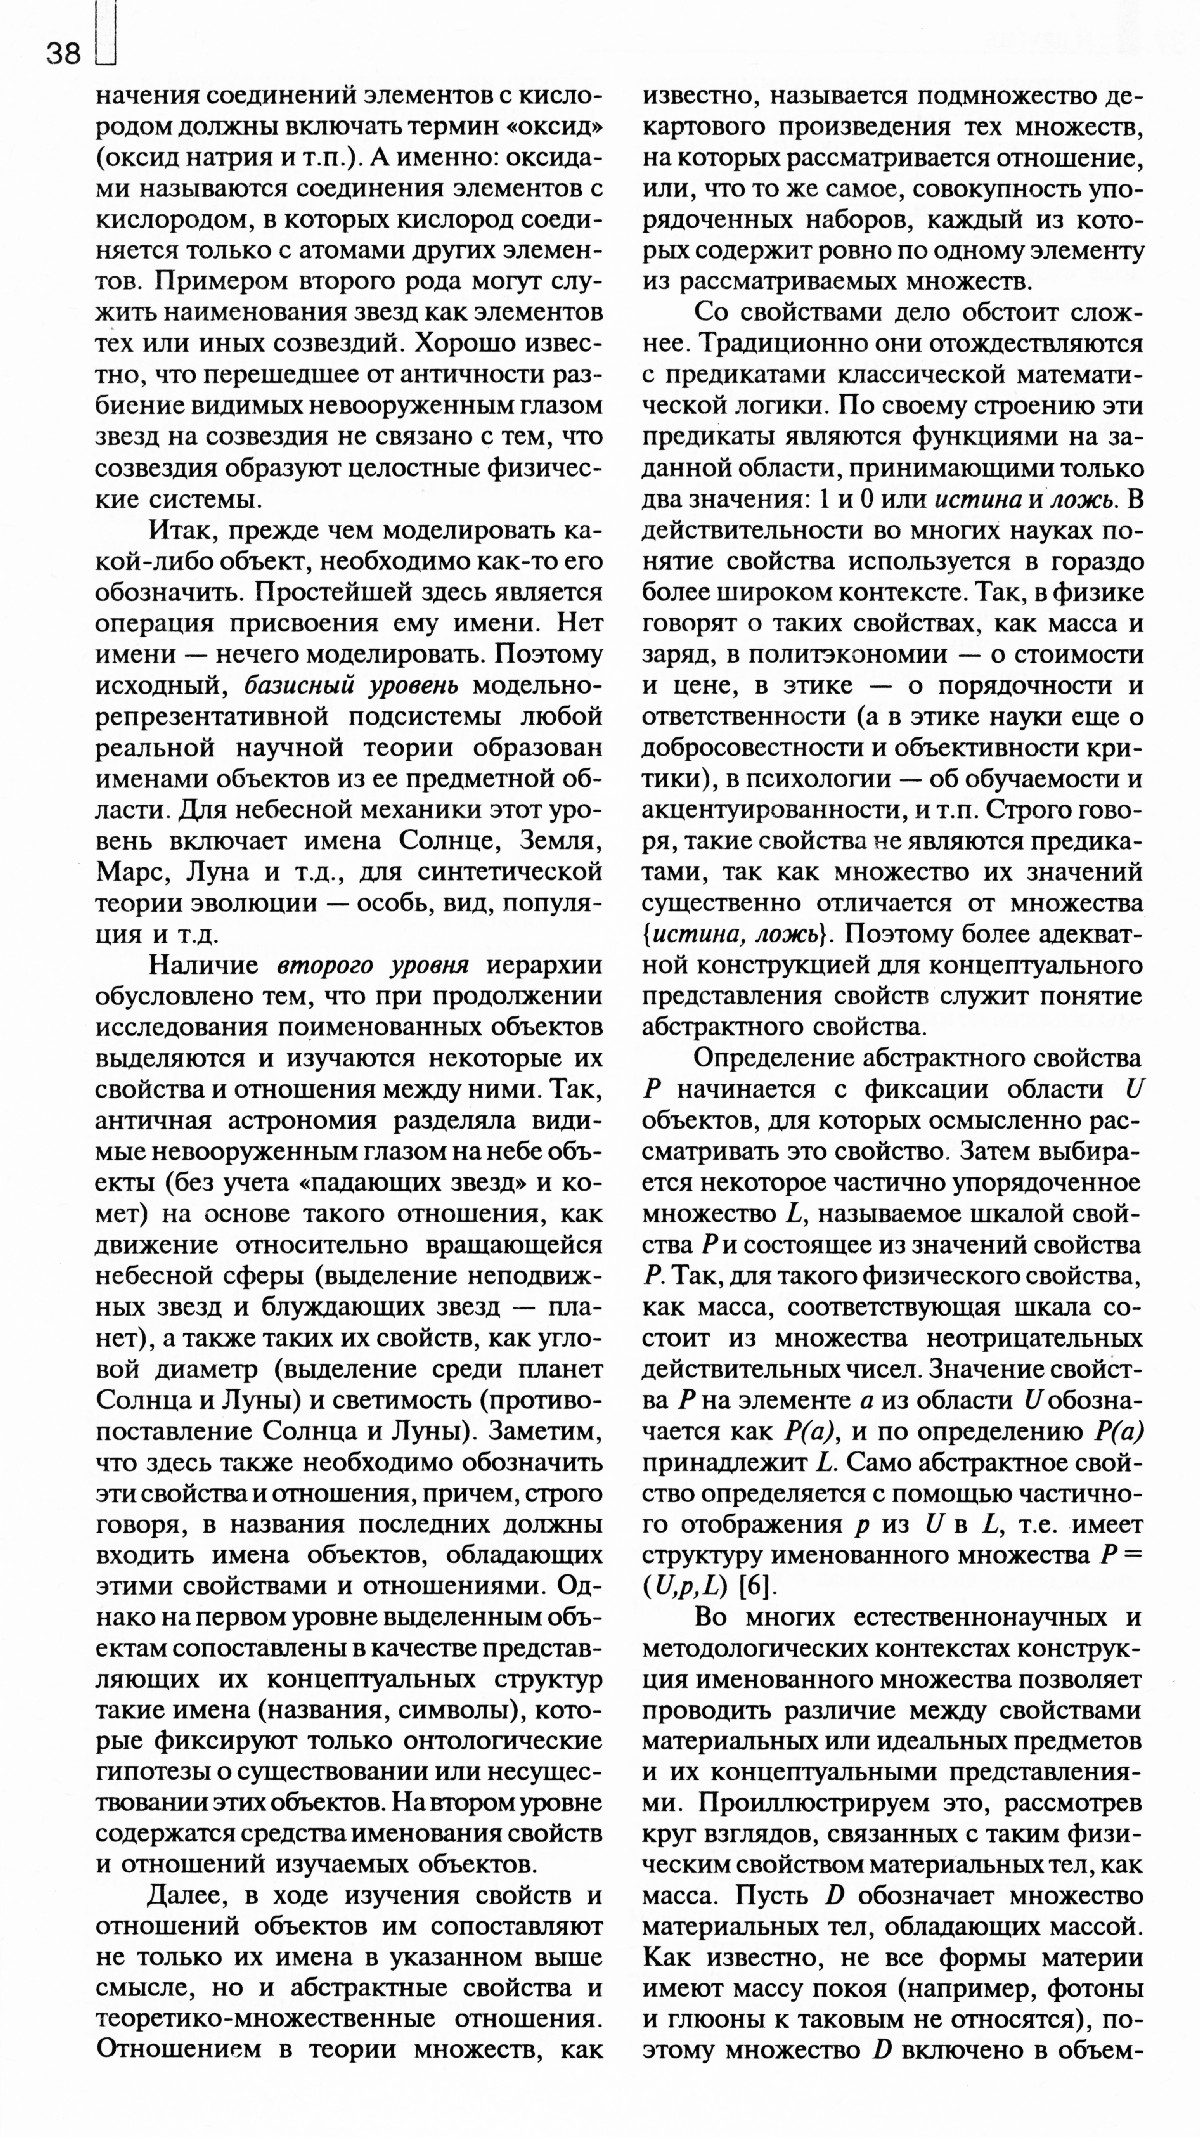 38
начения соединений элементов с кисло-
родом должны включать термин «оксид»
(оксид натрия и т.п.). А именно: оксида-
ми называются соединения элементов с
кислородом, в которых кислород соеди-
няется только с атомами других элемен-
тов. Примером второго рода могут слу-
жить наименования звезд как элементов
тех или иных созвездий. Хорошо извес-
тно, что перешедшее от античности раз-
биение видимых невооруженным глазом
звезд на созвездия не связано с тем, что
созвездия образуют целостные физичес-
кие системы.
Итак, прежде чем моделировать ка-
кой-либо объект, необходимо как-то его
обозначить. Простейшей здесь является
операция присвоения ему имени. Нет
имени — нечего моделировать. Поэтому
исходный, базисный уровень модельно-
репрезентативной подсистемы любой
реальной научной теории образован
именами объектов из ее предметной об-
ласти. Для небесной механики этот уро-
вень включает имена Солнце, Земля,
Марс, Луна и т.д., для синтетической
теории эволюции — особь, вид, популя-
ция и т.д.
Наличие второго уровня иерархии
обусловлено тем, что при продолжении
исследования поименованных объектов
выделяются и изучаются некоторые их
свойства и отношения между ними. Так,
античная астрономия разделяла види-
мые невооруженным глазом на небе объ-
екты (без учета «падающих звезд» и ко-
мет) на основе такого отношения, как
движение относительно вращающейся
небесной сферы (выделение неподвиж-
ных звезд и блуждающих звезд — пла-
нет), а также таких их свойств, как угло-
вой диаметр (выделение среди планет
Солнца и Луны) и светимость (противо-
поставление Солнца и Луны). Заметим,
что здесь также необходимо обозначить
эти свойства и отношения, причем, строго
говоря, в названия последних должны
входить имена объектов, обладающих
этими свойствами и отношениями. Од-
нако на первом уровне выделенным объ-
ектам сопоставлены в качестве представ-
ляющих их концептуальных структур
такие имена (названия, символы), кото-
рые фиксируют только онтологические
гипотезы о существовании или несущес-
твовании этих объектов. На втором уровне
содержатся средства именования свойств
и отношений изучаемых объектов.
Далее, в ходе изучения свойств и
отношений объектов им сопоставляют
не только их имена в указанном выше
смысле, но и абстрактные свойства и
теоретико-множественные отношения.
Отношением в теории множеств, как
известно, называется подмножество де-
картового произведения тех множеств,
на которых рассматривается отношение,
или, что то же самое, совокупность упо-
рядоченных наборов, каждый из кото-
рых содержит ровно по одному элементу
из рассматриваемых множеств.
Со свойствами дело обстоит слож-
нее. Традиционно они отождествляются
с предикатами классической математи-
ческой логики. По своему строению эти
предикаты являются функциями на за-
данной области, принимающими только
два значения: 1 и 0 или истина и ложь. В
действительности во многих науках по-
нятие свойства используется в гораздо
более широком контексте. Так, в физике
говорят о таких свойствах, как масса и
заряд, в политэкономии — о стоимости
и цене, в этике — о порядочности и
ответственности (а в этике науки еще о
добросовестности и объективности кри-
тики), в психологии — об обучаемости и
акцентуированности, и т.п. Строго гово-
ря, такие свойства не являются предика-
тами, так как множество их значений
существенно отличается от множества
{истина, ложь}. Поэтому более адекват-
ной конструкцией для концептуального
представления свойств служит понятие
абстрактного свойства.
Определение абстрактного свойства
P начинается с фиксации области U
объектов, для которых осмысленно рас-
сматривать это свойство. Затем выбира-
ется некоторое частично упорядоченное
множество L, называемое шкалой свой-
ства P и состоящее из значений свойства
P. Так, для такого физического свойства,
как масса, соответствующая шкала со-
стоит из множества неотрицательных
действительных чисел. Значение свойст-
ва P на элементе a из области U обозна-
чается как P(a), и по определению P(a)
принадлежит L. Само абстрактное свой-
ство определяется с помощью частично-
го отображения p из U в L, т.е. имеет
структуру именованного множества P =
(U,p,L) [6].
Во многих естественнонаучных и
методологических контекстах конструк-
ция именованного множества позволяет
проводить различие между свойствами
материальных или идеальных предметов
и их концептуальными представления-
ми. Проиллюстрируем это, рассмотрев
круг взглядов, связанных с таким физи-
ческим свойством материальных тел, как
масса. Пусть D обозначает множество
материальных тел, обладающих массой.
Как известно, не все формы материи
имеют массу покоя (например, фотоны
и глюоны к таковым не относятся), по-
этому множество D включено в объем-